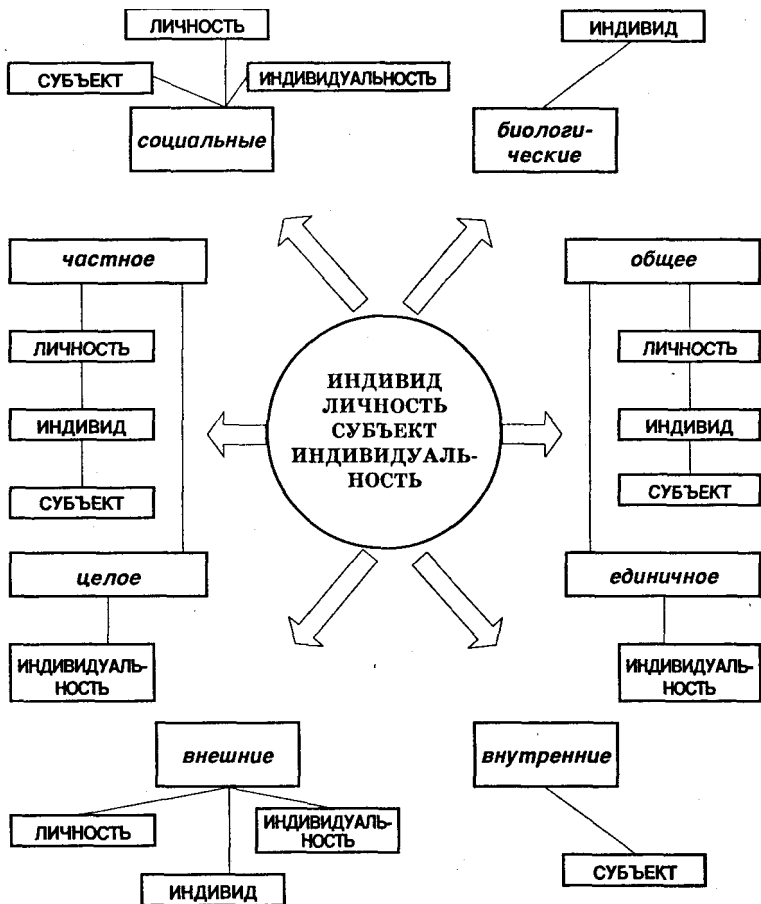 ЛИЧНОСТЬ
ИНДИВИД
СУБЪЕКТ
ИНДИВИДУАЛЬНОСТЬ
социальные
биологи-
ческие
частное
общее
ЛИЧНОСТЬ
ЛИЧНОСТЬ
ИНДИВИД
ЛИЧНОСТЬ
СУБЪЕКТ
ИНДИВИДУАЛЬ-
НОСТЬ
ИНДИВИД
ИНДИВИД
СУБЪЕКТ
СУБЪЕКТ
целое
единичное
ИНДИВИДУАЛЬ-
НОСТЬ
ИНДИВИДУАЛЬ-
НОСТЬ
внешние
внутренние
ЛИЧНОСТЬ
ИНДИВИДУАЛЬ-
НОСТЬ
ИНДИВИД
СУБЪЕКТ